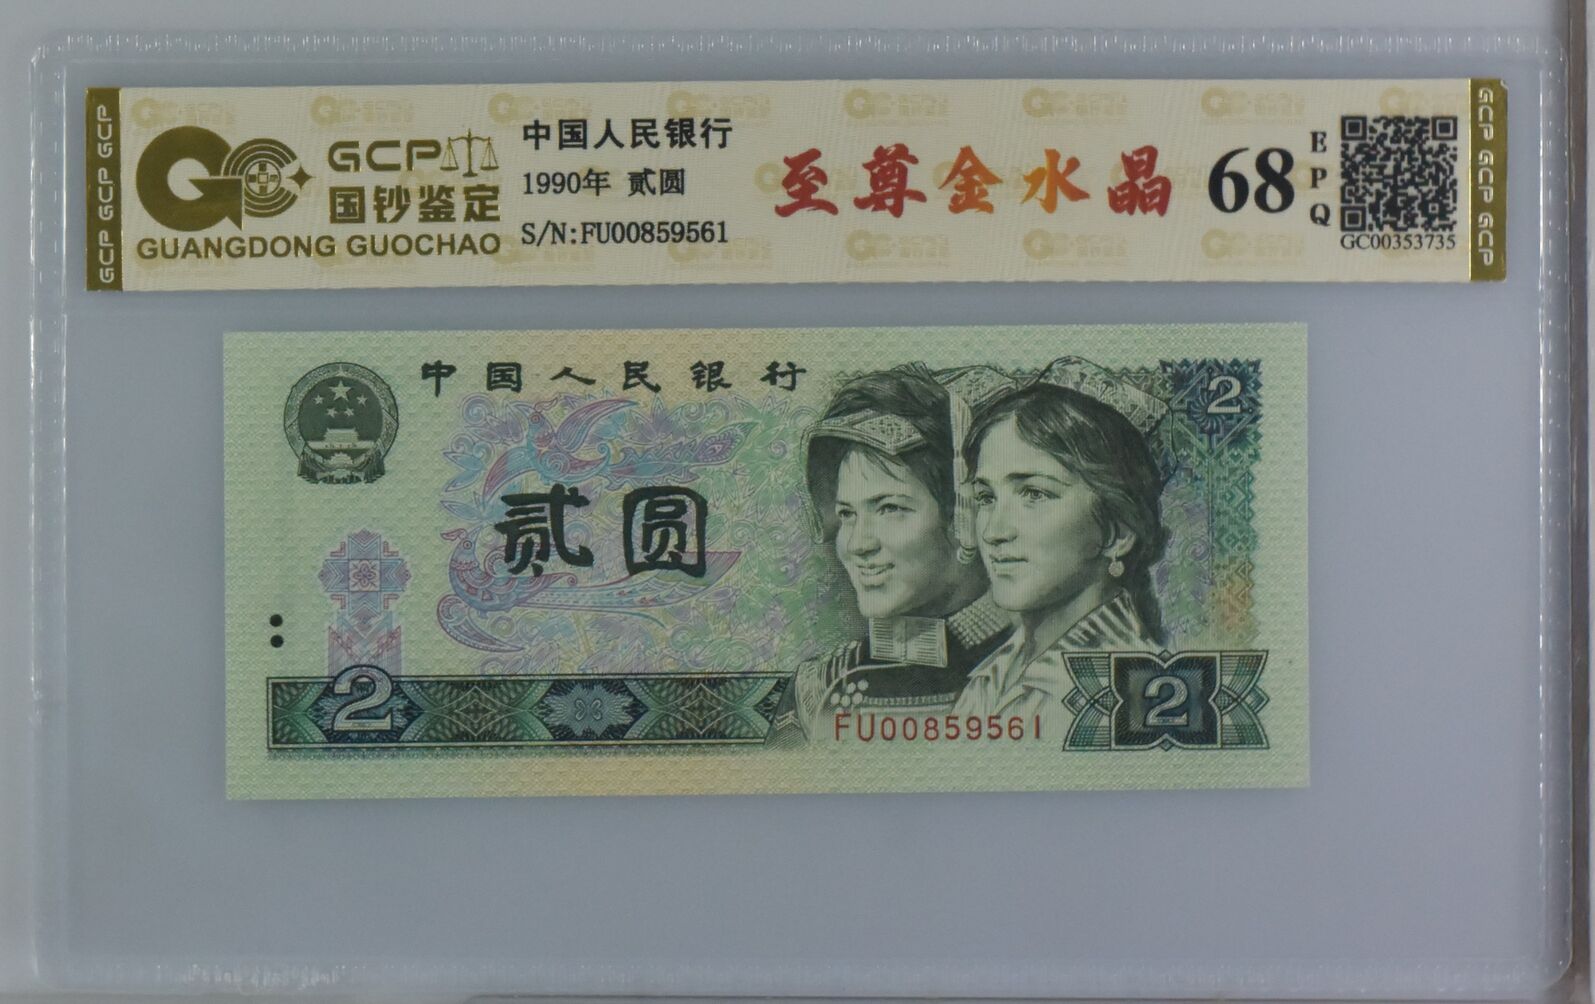 GCP
国钞鉴定
GUANGDONG GUOCHAO
中国人民银行
1990年 贰圆
S/N:FU00859561
至尊金水晶
68
EPQ
GC00353735
GCP GCP GCP
GCP GCP GCP
中国人民银行
2
贰圆
2
FU00859561
2